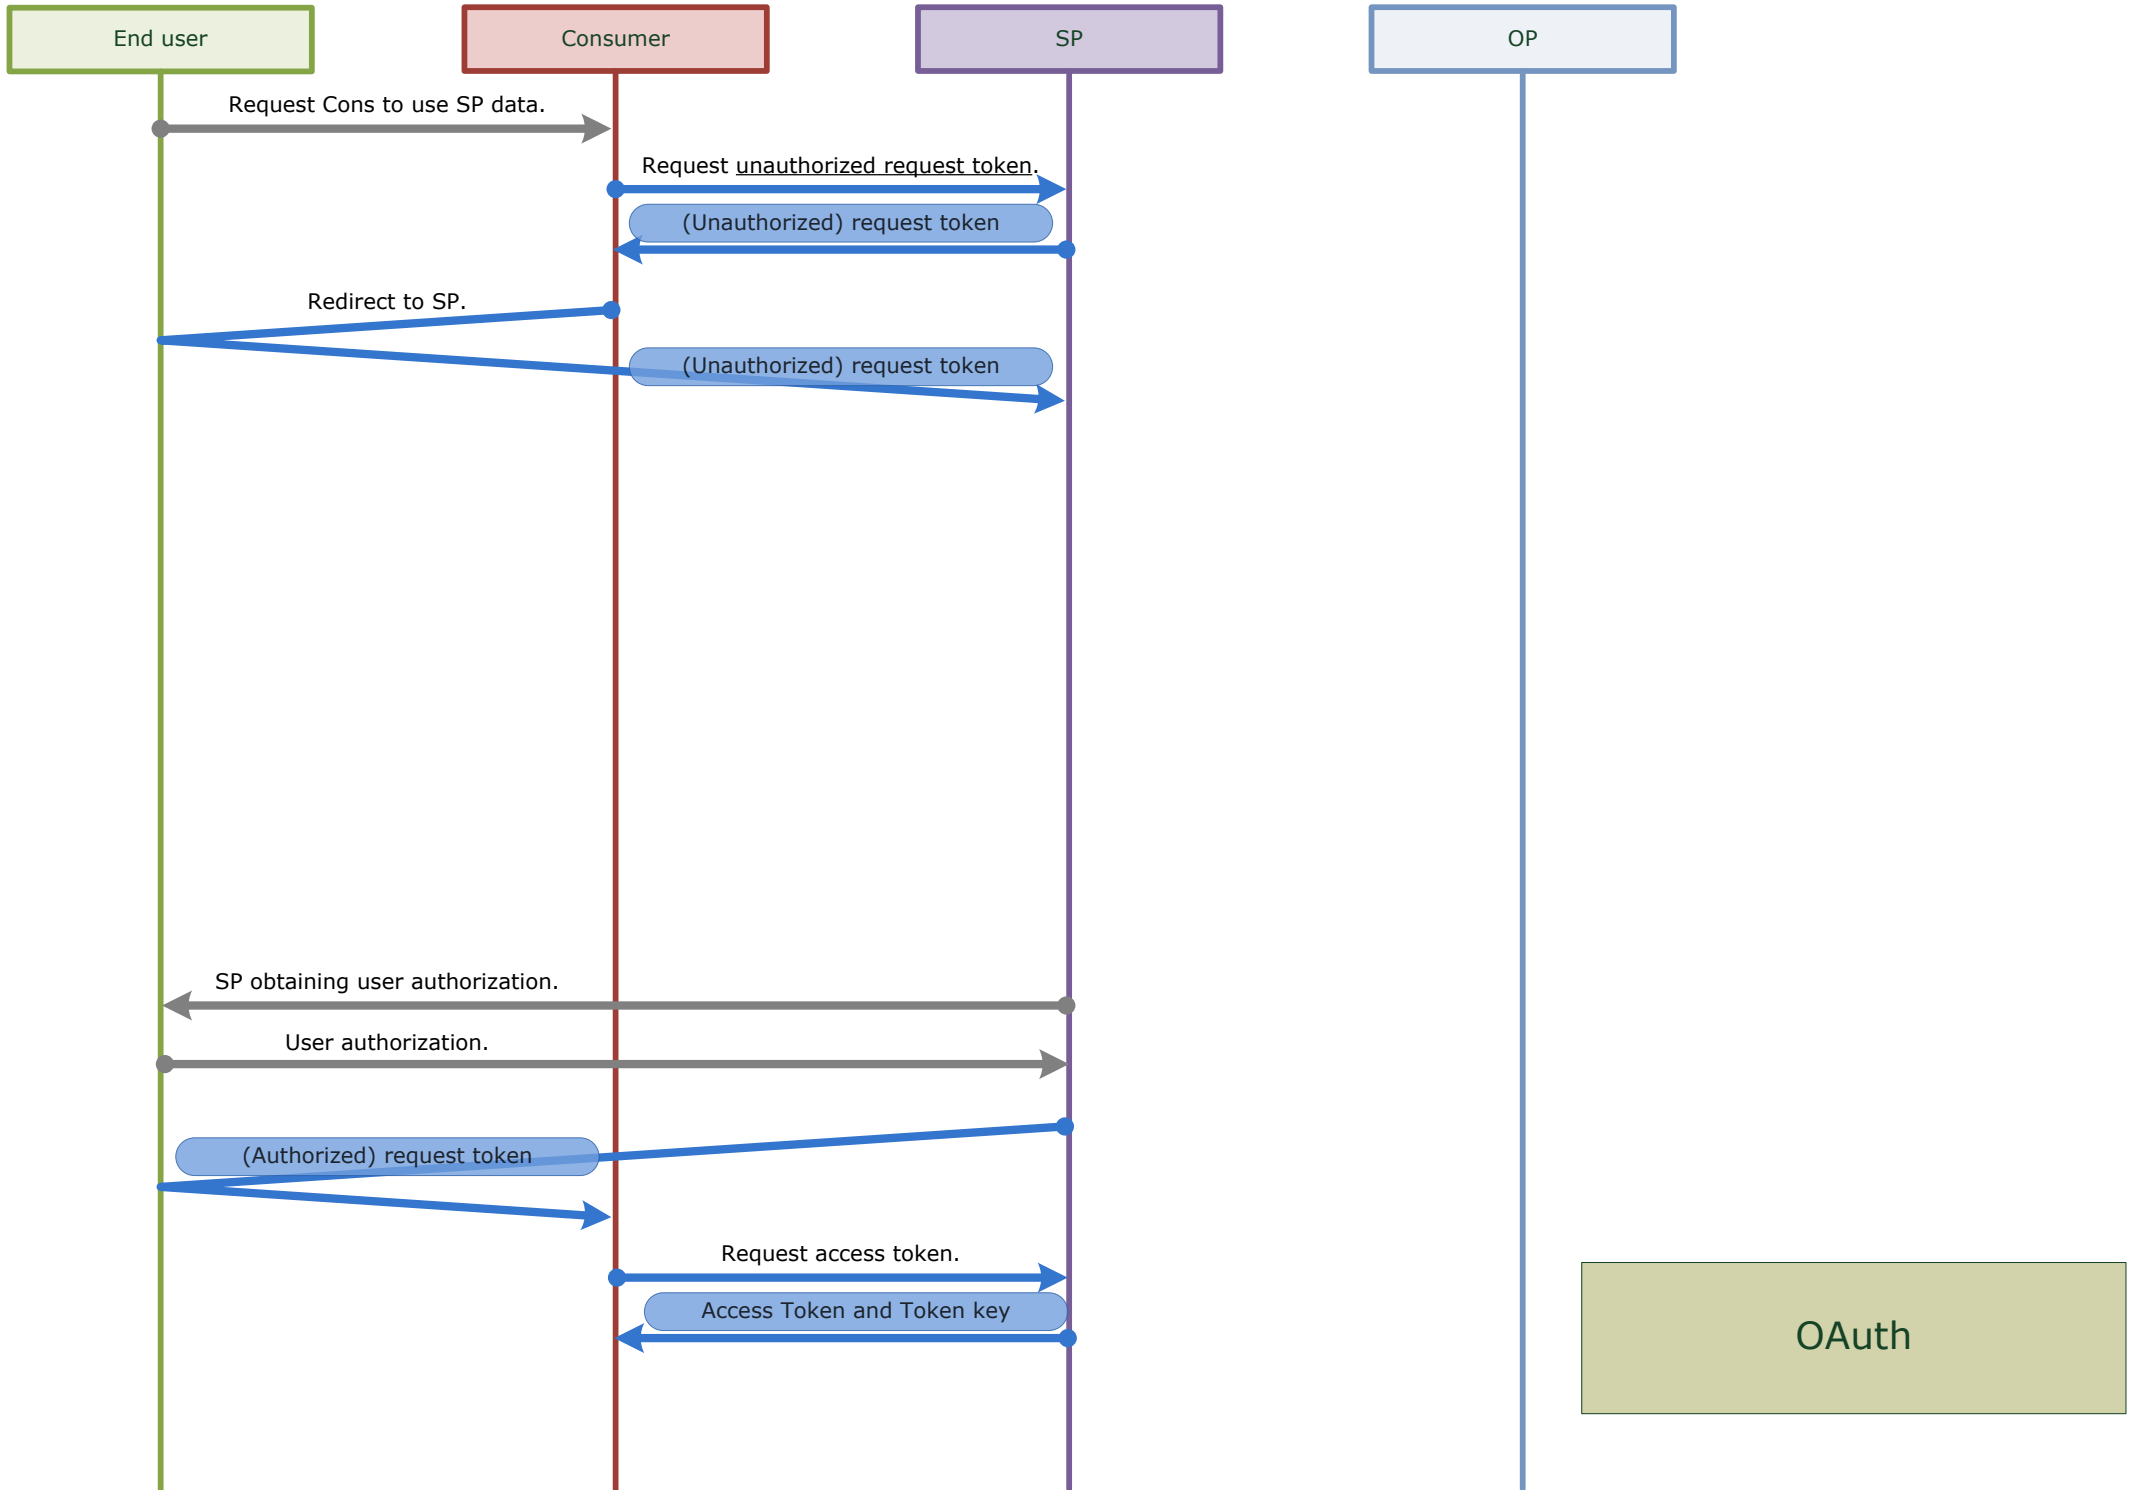 End user
Consumer
SP
OP
Request Cons to use SP data.
Request unauthorized request token.
(Unauthorized) request token
Redirect to SP.
(Unauthorized) request token
SP obtaining user authorization.
User authorization.
(Authorized) request token
Request access token.
Access Token and Token key
OAuth